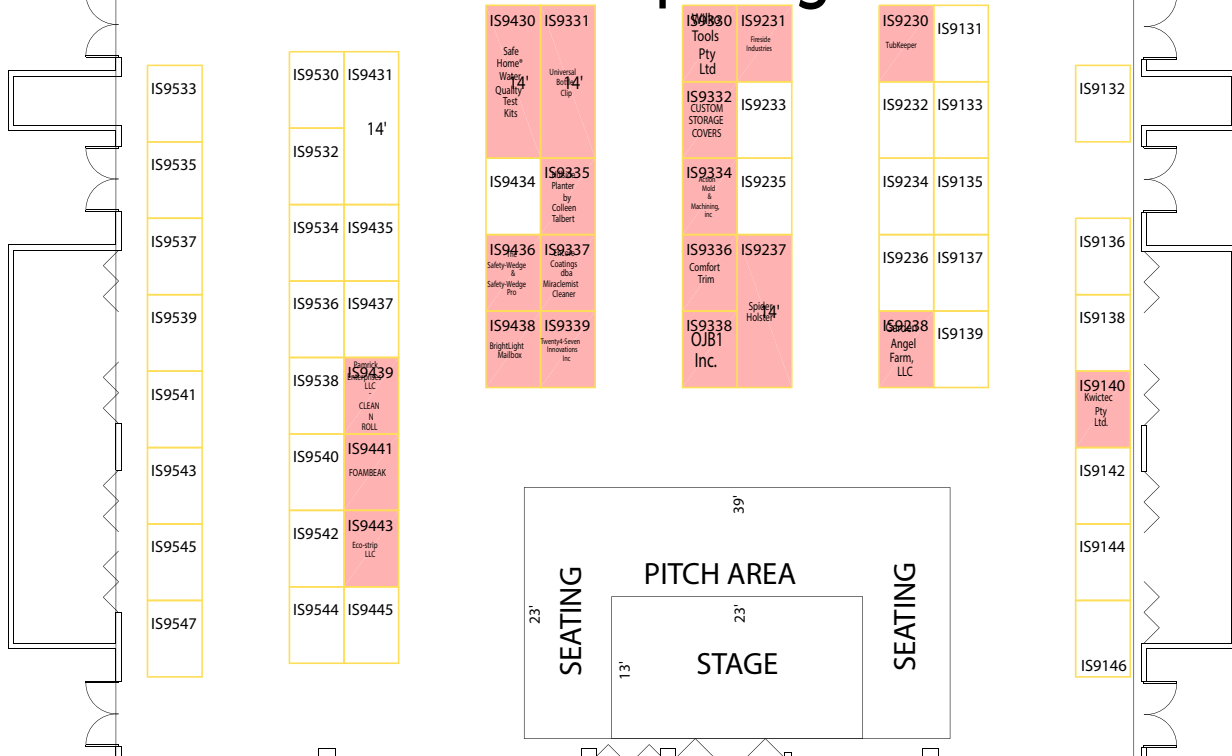 IS9533
IS9535
IS9537
IS9539
IS9541
IS9543
IS9545
IS9547
IS9530
IS9532
IS9534
IS9536
IS9538
IS9540
IS9542
IS9544
IS9431
14'
IS9435
IS9437
IS9439
LLC
-
CLEAN
N
ROLL
IS9441
FOAMBEAK
IS9443
Eco-strip
LLC
IS9445
IS9430
Safe
Home®
Water
Quality
Test
Kits
14'
IS9434
IS9436
Safety-Wedge
&
Safety-Wedge
Pro
IS9438
BrightLight
Mailbox
IS9331
Universal
Bottle
Clip
14'
IS9335
Planter
by
Colleen
Talbert
IS9337
Coatings
dba
Miraclemist
Cleaner
IS9339
Twenty4-Seven
Innovations
Inc
IS9330
Tools
Pty
Ltd
IS9332
CUSTOM
STORAGE
COVERS
IS9334
Mold
&
Machining,
inc
IS9336
Comfort
Trim
IS9338
OJB1
Inc.
IS9231
Fireside
Industries
IS9233
IS9235
IS9237
Spider
Holster
14'
IS9230
TubKeeper
IS9232
IS9234
IS9236
IS9238
Garden
Angel
Farm,
LLC
IS9131
IS9133
IS9135
IS9137
IS9139
IS9132
IS9136
IS9138
IS9140
Kwictec
Pty
Ltd.
IS9142
IS9144
IS9146
39'
PITCH AREA
23'
SEATING
SEATING
23'
13'
STAGE